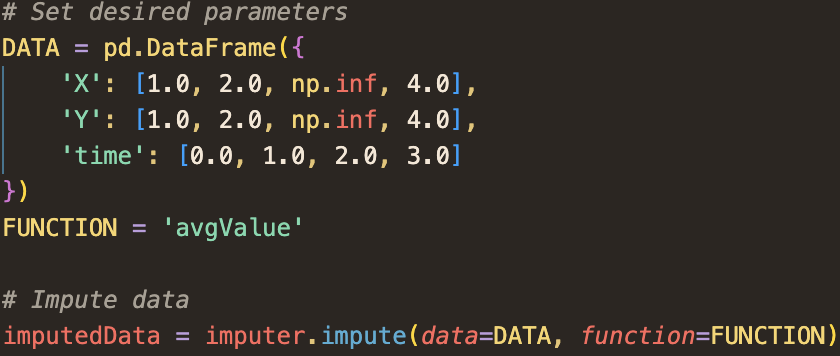 # Set desired parameters
DATA = pd.DataFrame({
    'X': [1.0, 2.0, np.inf, 4.0],
    'Y': [1.0, 2.0, np.inf, 4.0],
    'time': [0.0, 1.0, 2.0, 3.0]
})
FUNCTION = 'avgValue'
# Impute data
imputedData = imputer.impute(data=DATA, function=FUNCTION)